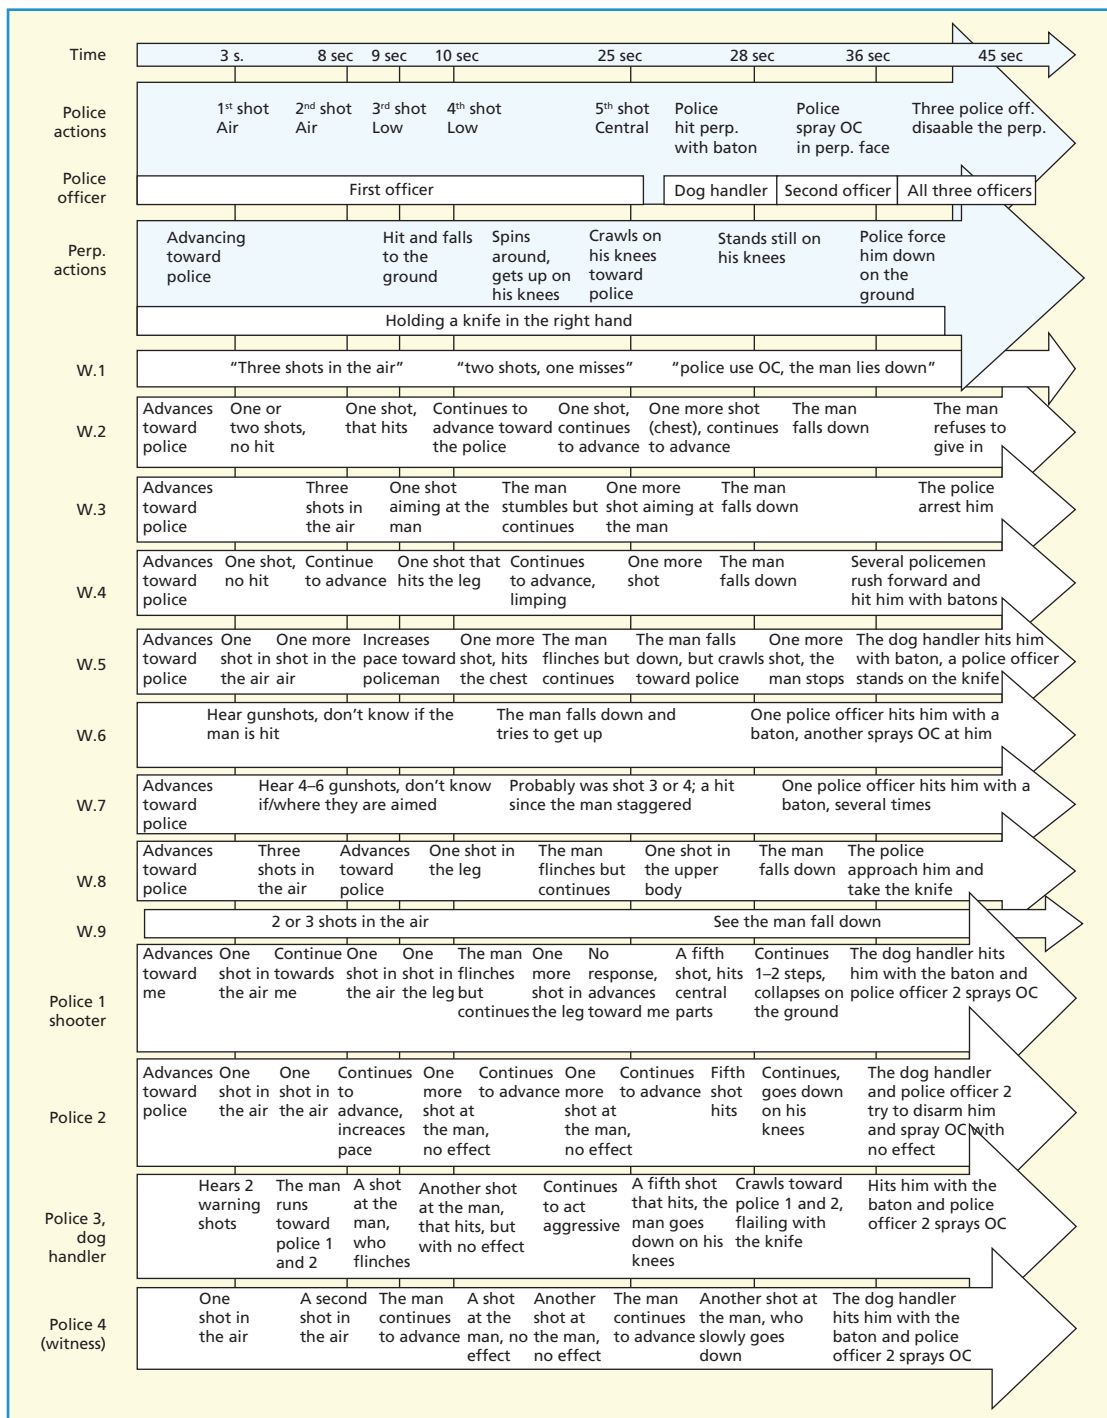 Time
3 s.
8 sec
9 sec
10 sec
25 sec
28 sec
36 sec
45 sec
Police
actions
1st shot
Air
2nd shot
Air
3rd shot
Low
4th shot
Low
5th shot
Central
Police
hit perp.
with baton
Police
spray OC
in perp. face
Three police off.
disaable the perp.
Police
officer
First officer
Dog handler
Second officer
All three officers
Perp.
actions
Advancing
toward
police
Hit and falls
to the
ground
Spins
around,
gets up on
his knees
Crawls on
his knees
toward
police
Stands still on
his knees
Police force
him down
on the
ground
Holding a knife in the right hand
W.1
“Three shots in the air”
“two shots, one misses”
“police use OC, the man lies down”
W.2
Advances
toward
police
One or
two shots,
no hit
One shot,
that hits
Continues to
advance toward
the police
One shot,
continues
to advance
One more shot
(chest), continues
to advance
The man
falls down
The man
refuses to
give in
W.3
Advances
toward
police
Three
shots in
the air
One shot
aiming at the
man
The man
stumbles but
continues
One more
shot aiming at
the man
The man
falls down
The police
arrest him
W.4
Advances
toward
police
One shot,
no hit
Continue
to advance
One shot that
hits the leg
Continues
to advance,
limping
One more
shot
The man
falls down
Several policemen
rush forward and
hit him with batons
W.5
Advances
toward
police
One
shot in
the air
One more
shot in the
air
Increases
pace toward
policeman
One more
shot, hits
the chest
The man
flinches but
continues
The man falls
down, but crawls
toward police
One more
shot, the
man stops
The dog handler hits him
with baton, a police officer
stands on the knife
W.6
Hear gunshots, don’t know if the
man is hit
The man falls down and
tries to get up
One police officer hits him with a
baton, another sprays OC at him
W.7
Advances
toward
police
Hear 4–6 gunshots, don’t know
if/where they are aimed
Probably was shot 3 or 4; a hit
since the man staggered
One police officer hits him with a
baton, several times
W.8
Advances
toward
police
Three
shots in
the air
Advances
toward
police
One shot in
the leg
The man
flinches but
continues
One shot in
the upper
body
The man
falls down
The police
approach him and
take the knife
W.9
2 or 3 shots in the air
See the man fall down
Police 1
shooter
Advances
toward
me
One
shot in
the air
Continue
towards
me
One
shot in
the air
One
shot in
the leg
The man
flinches
but
continues
One
more
shot in
the leg
No
response,
advances
toward me
A fifth
shot, hits
central
parts
Continues
1–2 steps,
collapses on
the ground
The dog handler hits
him with the baton and
police officer 2 sprays OC
Police 2
Advances
toward
police
One
shot in
the air
One
shot in
the air
Continues
to
advance,
increaces
pace
One
more
shot at
the man,
no effect
Continues
to advance
One
more
shot at
the man,
no effect
Continues
to advance
Fifth
shot
hits
Continues,
goes down
on his
knees
The dog handler
and police officer 2
try to disarm him
and spray OC with
no effect
Police 3,
dog
handler
Hears 2
warning
shots
The man
runs
toward
police 1
and 2
A shot
at the
man,
who
flinches
Another shot
at the man,
that hits, but
with no effect
Continues
to act
aggressive
A fifth shot
that hits, the
man goes
down on his
knees
Crawls toward
police 1 and 2,
flailing with
the knife
Hits him with the
baton and police
officer 2 sprays OC
Police 4
(witness)
One
shot in
the air
A second
shot in
the air
The man
continues
to advance
A shot
at the
man, no
effect
Another
shot at
the man,
no effect
The man
continues
to advance
Another shot at
the man, who
slowly goes
down
The dog handler
hits him with the
baton and police
officer 2 sprays OC